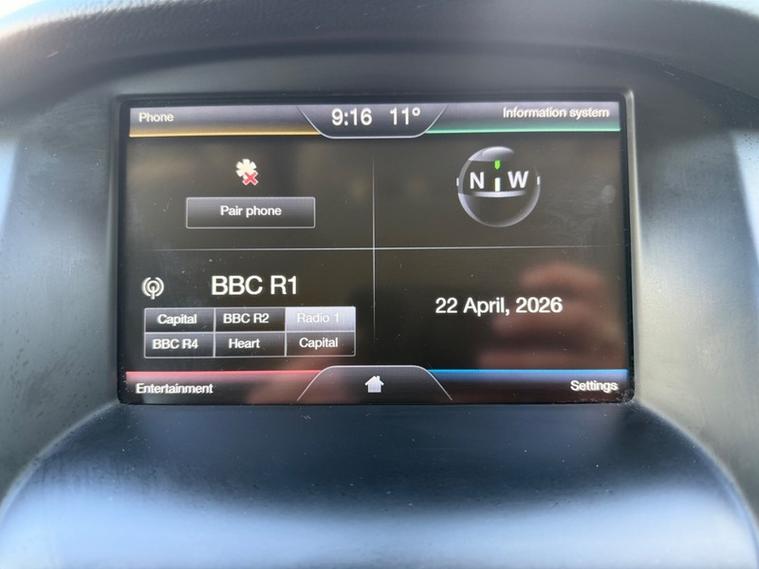 Phone
9:16 11º
Information system
Pair phone
N W
BBC R1
Capital BBC R2 Radio 1
BBC R4 Heart Capital
22 April, 2026
Entertainment
Settings